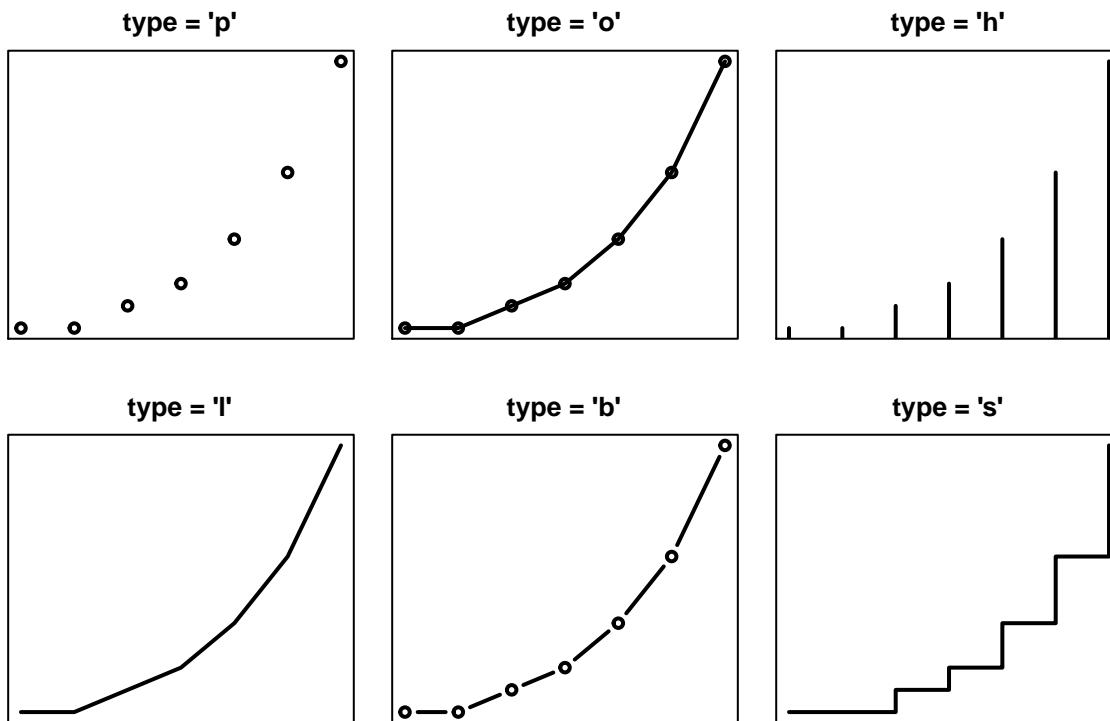 type = 'p'
type = 'o'
type = 'h'
type = 'l'
type = 'b'
type = 's'